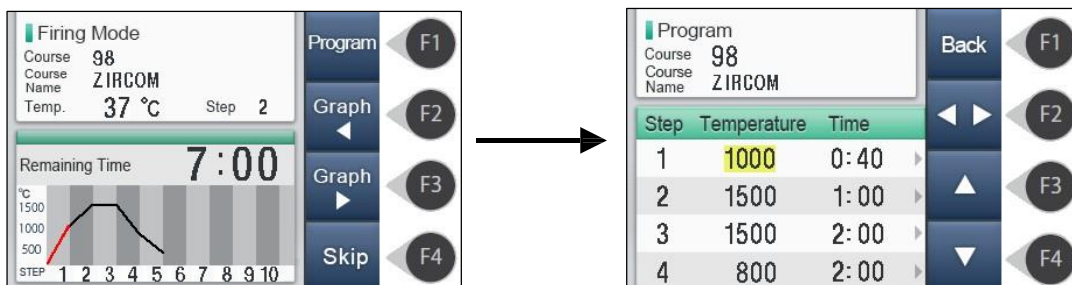 Firing Mode
Course 98
Course Name ZIRCOM
Temp. 37 °C Step 2
Remaining Time 7:00
°C
1500
1000
500
STEP 1 2 3 4 5 6 7 8 9 10
Program F1
Graph ◀ F2
Graph ▶ F3
Skip F4
Program
Course 98
Course Name ZIRCOM
Step Temperature Time
1 1000 0:40
2 1500 1:00
3 1500 2:00
4 800 2:00
Back F1
◀ ▶ F2
▲ F3
▼ F4